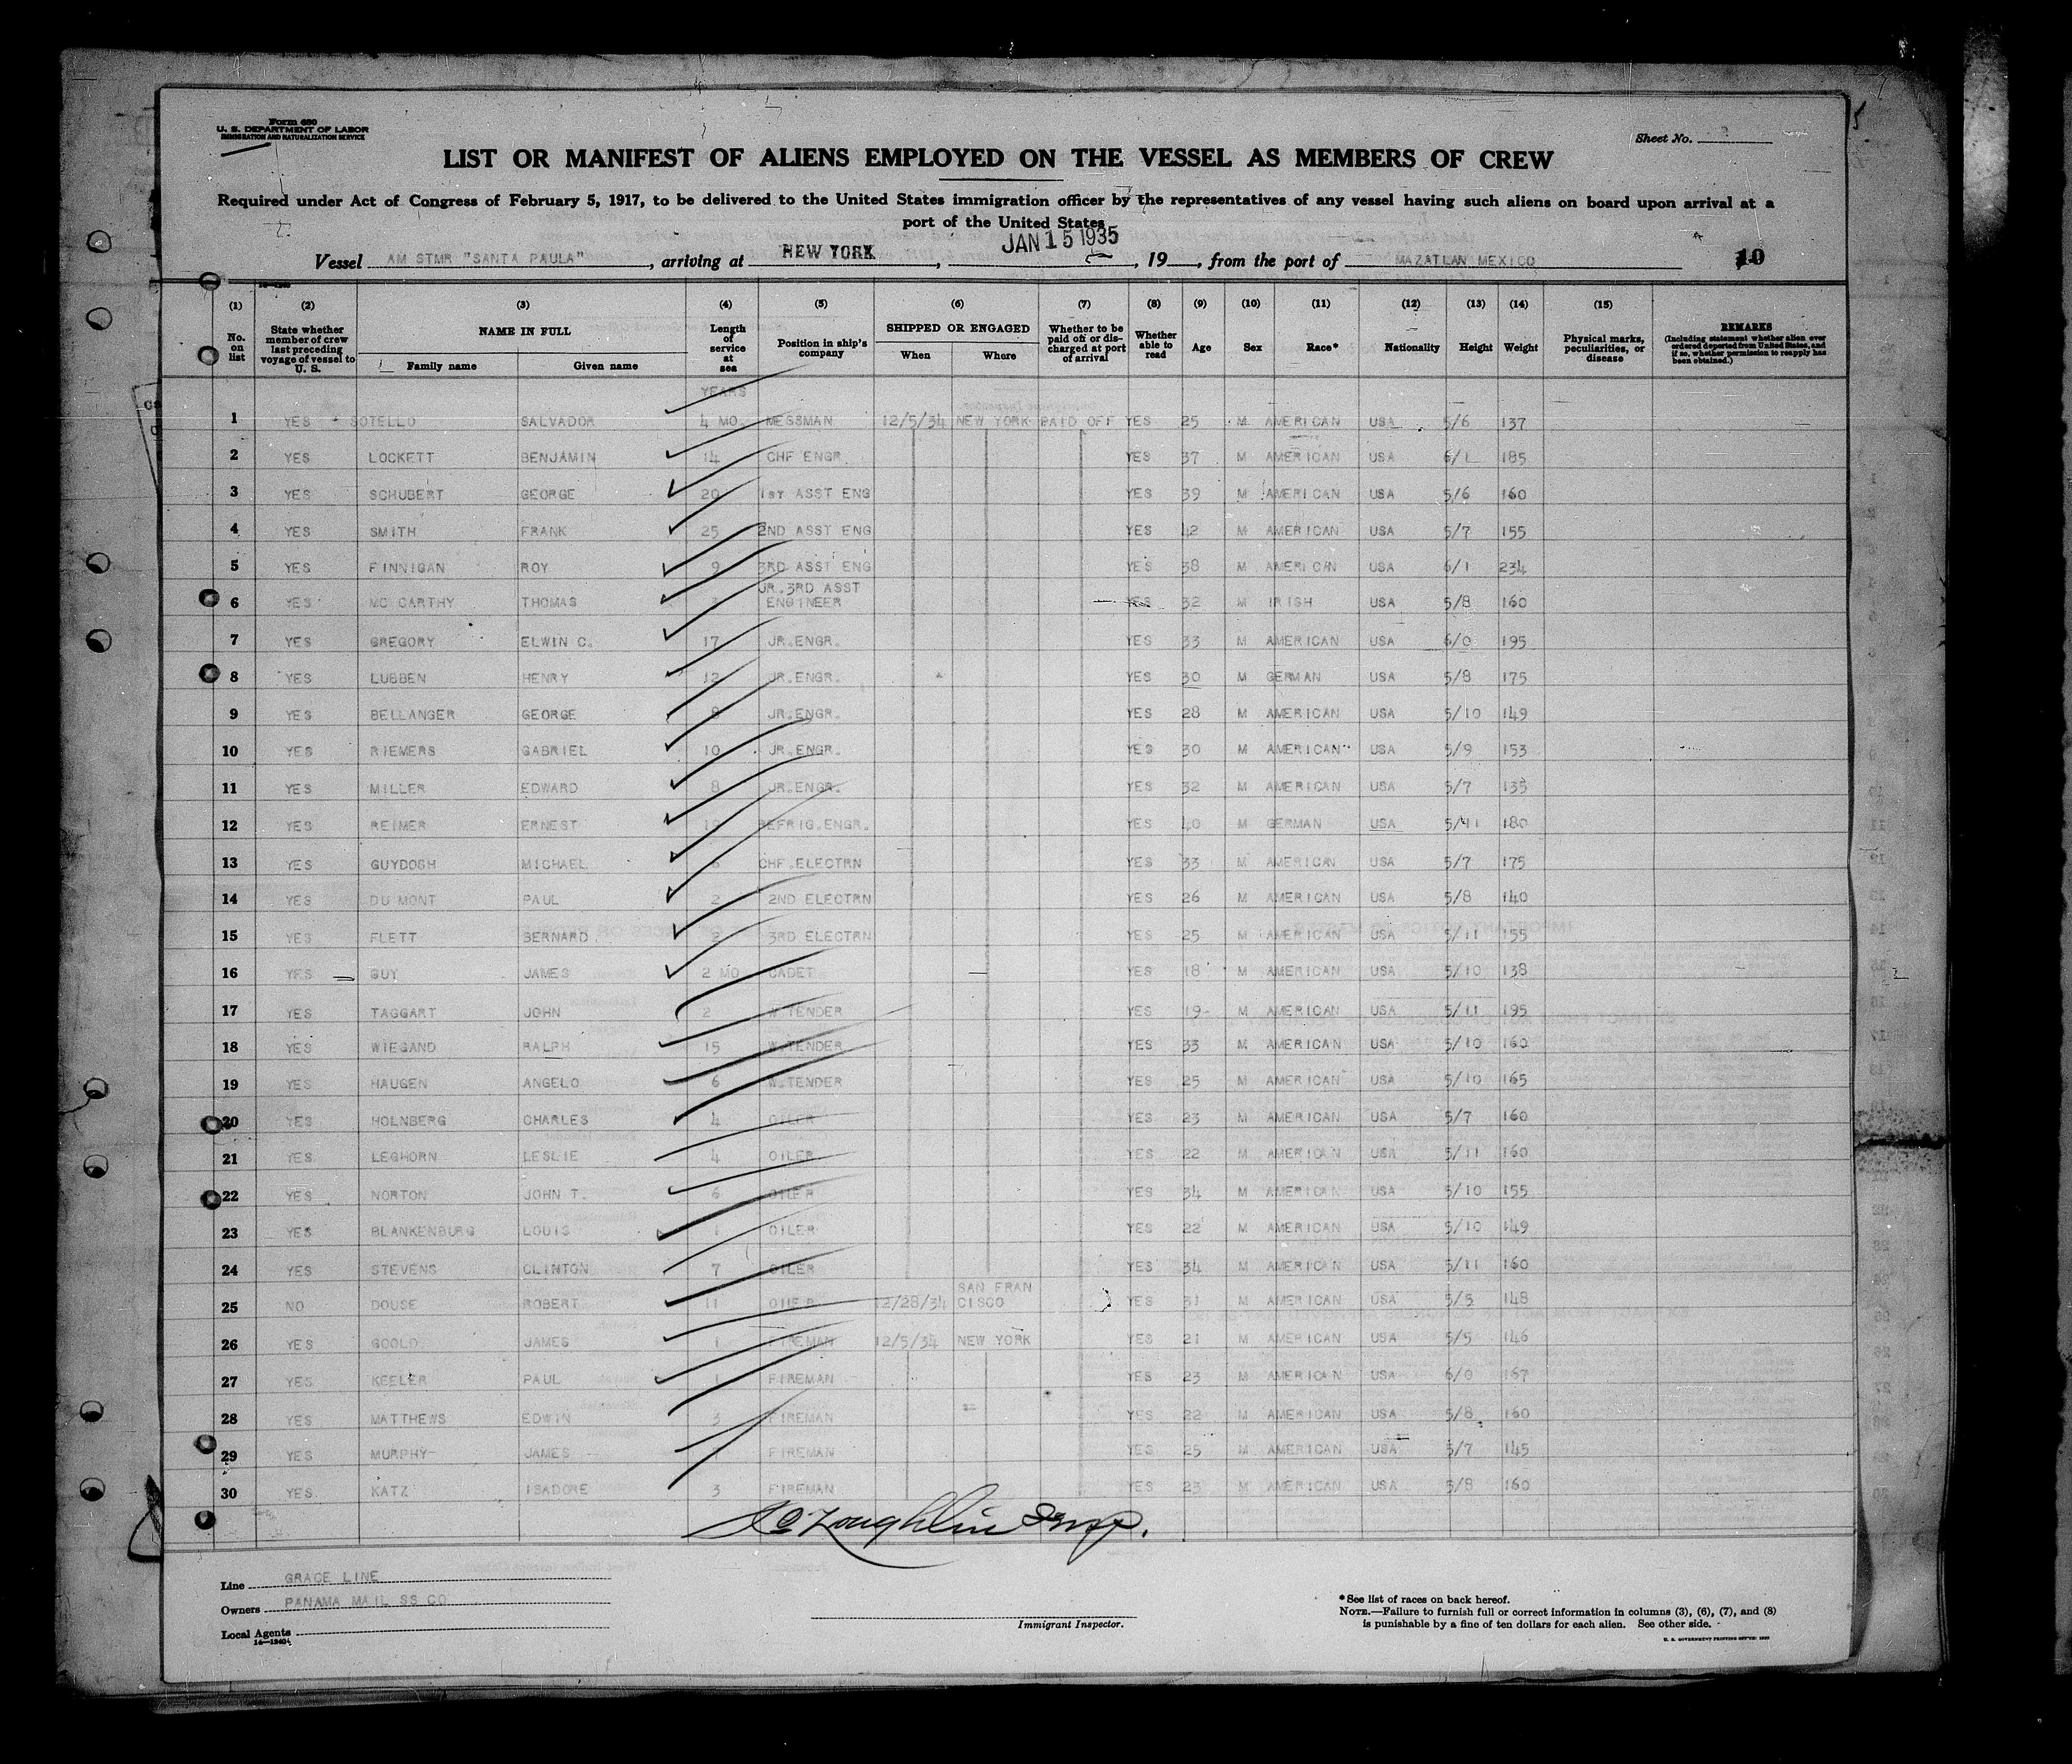 Form 680
U. S. DEPARTMENT OF LABOR
IMMIGRATION AND NATURALIZATION SERVICE
Sheet No.
LIST OR MANIFEST OF ALIENS EMPLOYED ON THE VESSEL AS MEMBERS OF CREW
Required under Act of Congress of February 5, 1917, to be delivered to the United States immigration officer by the representatives of any vessel having such aliens on board upon arrival at a
port of the United States
Vessel AM STMR "SANTA PAULA", arriving at NEW YORK, JAN 15 1935, 19, from the port of MAZATLAN MEXICO 10
(1) (2) (3) (4) (5) (6) (7) (8) (9) (10) (11) (12) (13) (14) (15)
No. on list State whether member of crew last preceding voyage of vessel to U. S. NAME IN FULL Family name Given name Length of service at sea Position in ship's company SHIPPED OR ENGAGED When Where Whether to be paid off or discharged at port of arrival Whether able to read Age Sex Race* Nationality Height Weight Physical marks, peculiarities, or disease REMARKS (Including statement whether alien ever ordered deported from United States, and if so, whether permission to reapply has been obtained.)
YEARS
1 YES SOTELLO SALVADOR 4 MO. MESSMAN 12/5/34 NEW YORK PAID OFF YES 25 M AMERICAN USA 5/6 137
2 YES LOCKETT BENJAMIN 14 CHF ENGR. YES 37 M AMERICAN USA 6/1 185
3 YES SCHUBERT GEORGE 20 1ST ASST ENG YES 39 M AMERICAN USA 5/6 160
4 YES SMITH FRANK 25 2ND ASST ENG YES 42 M AMERICAN USA 5/7 155
5 YES FINNIGAN ROY 9 3RD ASST ENG YES 38 M AMERICAN USA 6/1 234
6 YES MC CARTHY THOMAS JR. 3RD ASST ENGINEER YES 32 M IRISH USA 5/8 160
7 YES GREGORY ELWIN C. 17 JR. ENGR. YES 33 M AMERICAN USA 6/0 195
8 YES LUBBEN HENRY 12 JR. ENGR. YES 30 M GERMAN USA 5/8 175
9 YES BELLANGER GEORGE JR. ENGR. YES 28 M AMERICAN USA 5/10 149
10 YES RIEMERS GABRIEL 10 JR. ENGR. YES 30 M AMERICAN USA 5/9 153
11 YES MILLER EDWARD 8 JR. ENGR. YES 32 M AMERICAN USA 5/7 135
12 YES REIMER ERNEST REFRIG. ENGR. YES 40 M GERMAN USA 5/11 180
13 YES GUYDOSH MICHAEL CHF. ELECTRN YES 33 M AMERICAN USA 5/7 175
14 YES DU MONT PAUL 2 2ND ELECTRN YES 26 M AMERICAN USA 5/8 140
15 YES FLETT BERNARD 2 3RD ELECTRN YES 25 M AMERICAN USA 5/11 155
16 YES GUY JAMES 2 MO CADET YES 18 M AMERICAN USA 5/10 138
17 YES TAGGART JOHN 2 W. TENDER YES 19 M AMERICAN USA 5/11 195
18 YES WIEGAND RALPH 15 W. TENDER YES 33 M AMERICAN USA 5/10 160
19 YES HAUGEN ANGELO 6 W. TENDER YES 25 M AMERICAN USA 5/10 165
20 YES HOLNBERG CHARLES 4 OILER YES 23 M AMERICAN USA 5/7 160
21 YES LEGHORN LESLIE 4 OILER YES 22 M AMERICAN USA 5/11 160
22 YES NORTON JOHN T. 6 OILER YES 34 M AMERICAN USA 5/10 155
23 YES BLANKENBURG LOUIS 1 OILER YES 22 M AMERICAN USA 5/10 149
24 YES STEVENS CLINTON 7 OILER YES 34 M AMERICAN USA 5/11 160
25 NO DOUSE ROBERT 11 OILER 12/28/34 SAN FRAN CISCO YES 31 M AMERICAN USA 5/5 148
26 YES GOOLD JAMES 1 FIREMAN 12/5/34 NEW YORK YES 21 M AMERICAN USA 5/5 146
27 YES KEELER PAUL 1 FIREMAN YES 23 M AMERICAN USA 6/0 167
28 YES MATTHEWS EDWIN 3 FIREMAN YES 22 M AMERICAN USA 5/8 160
29 YES MURPHY JAMES FIREMAN YES 25 M AMERICAN USA 5/7 145
30 YES KATZ ISADORE 3 FIREMAN YES 23 M AMERICAN USA 5/8 160
Line GRACE LINE
Owners PANAMA MAIL SS CO
Local Agents
14—1240
Immigrant Inspector.
*See list of races on back hereof.
NOTE.—Failure to furnish full or correct information in columns (3), (6), (7), and (8)
is punishable by a fine of ten dollars for each alien. See other side.
U. S. GOVERNMENT PRINTING OFFICE